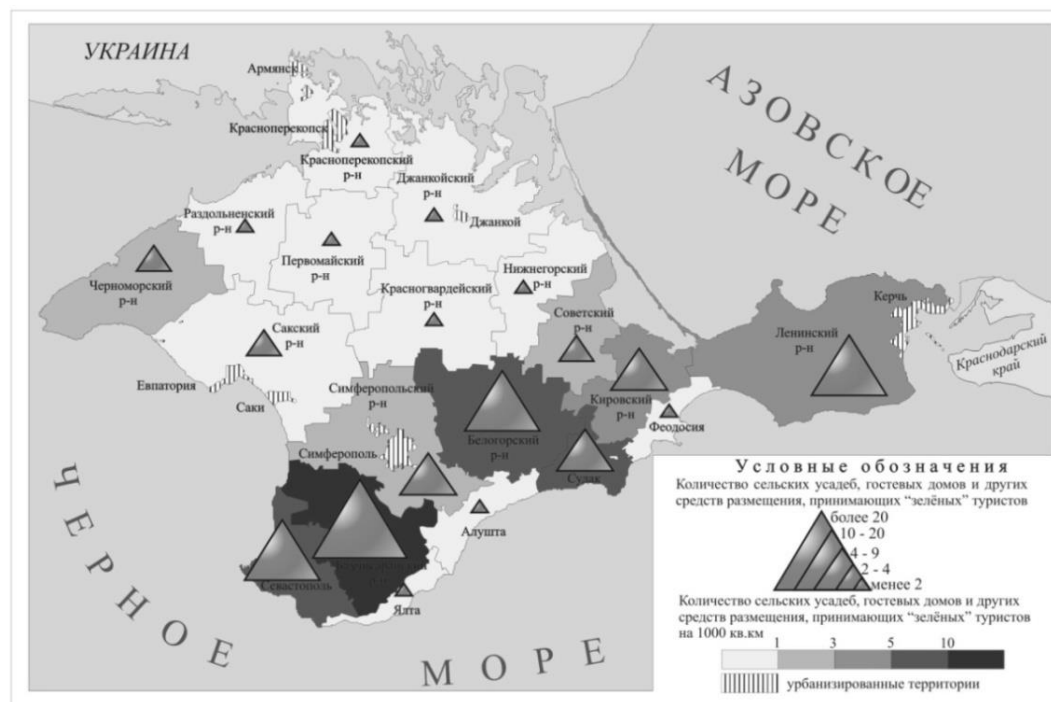 УКРАИНА
Армянск
Красноперекопск
Красноперекопский
р-н
Джанкойский
р-н
Джанкой
Раздольненский
р-н
Первомайский
р-н
Нижнегорский
р-н
Черноморский
р-н
Красногвардейский
р-н
Советский
р-н
Сакский
р-н
Евпатория
Саки
Симферопольский
р-н
Симферополь
Белогорский
р-н
Кировский
р-н
Судак
Феодосия
Ленинский
р-н
Керчь
Краснодарский
край
Алушта
Севастополь
р-н
Ялта
АЗОВСКОЕ
МОРЕ
ЧЕРНОЕ
МОРЕ
Условные обозначения
Количество сельских усадеб, гостевых домов и других
средств размещения, принимающих “зелёных” туристов
более 20
10 - 20
4 - 9
2 - 4
менее 2
Количество сельских усадеб, гостевых домов и других
средств размещения, принимающих “зелёных” туристов
на 1000 кв.км
1 3 5 10
урбанизированные территории